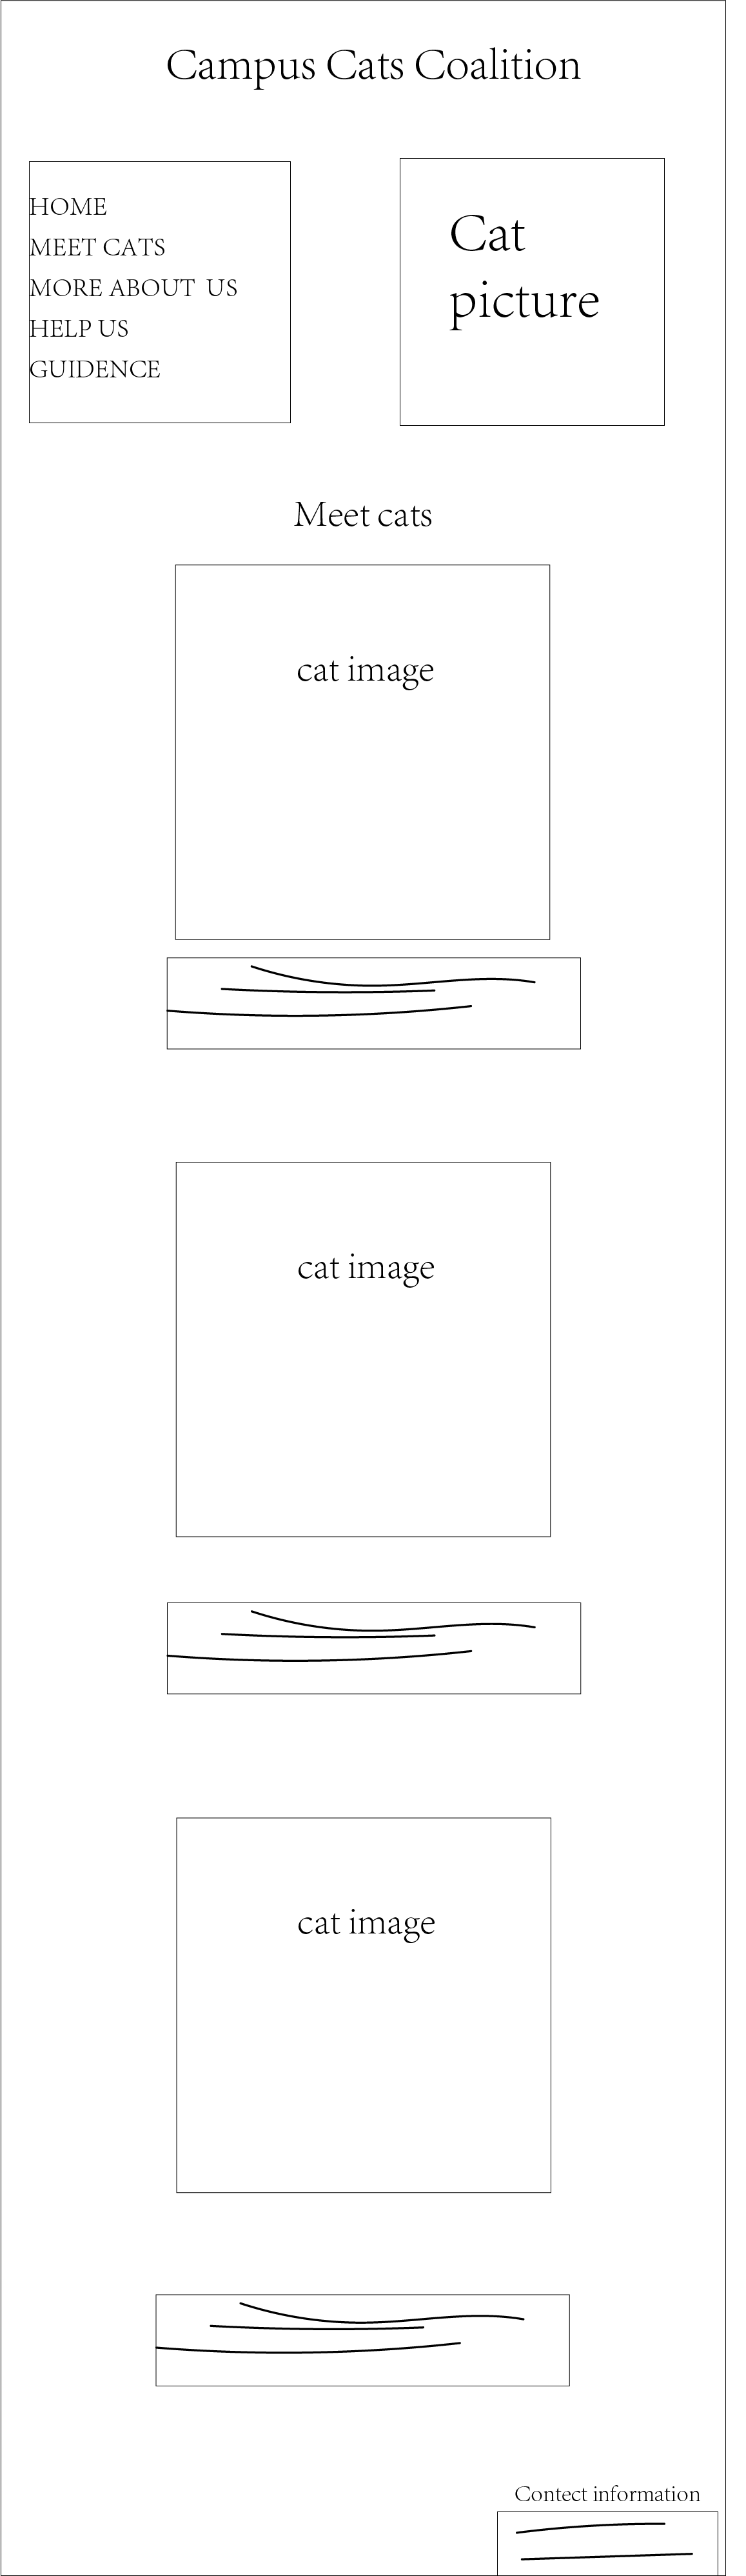 Campus Cats Coalition
HOME
MEET CATS
MORE ABOUT  US
HELP US
GUIDENCE
Cat
picture
Meet cats
cat image
cat image
cat image
Contect information